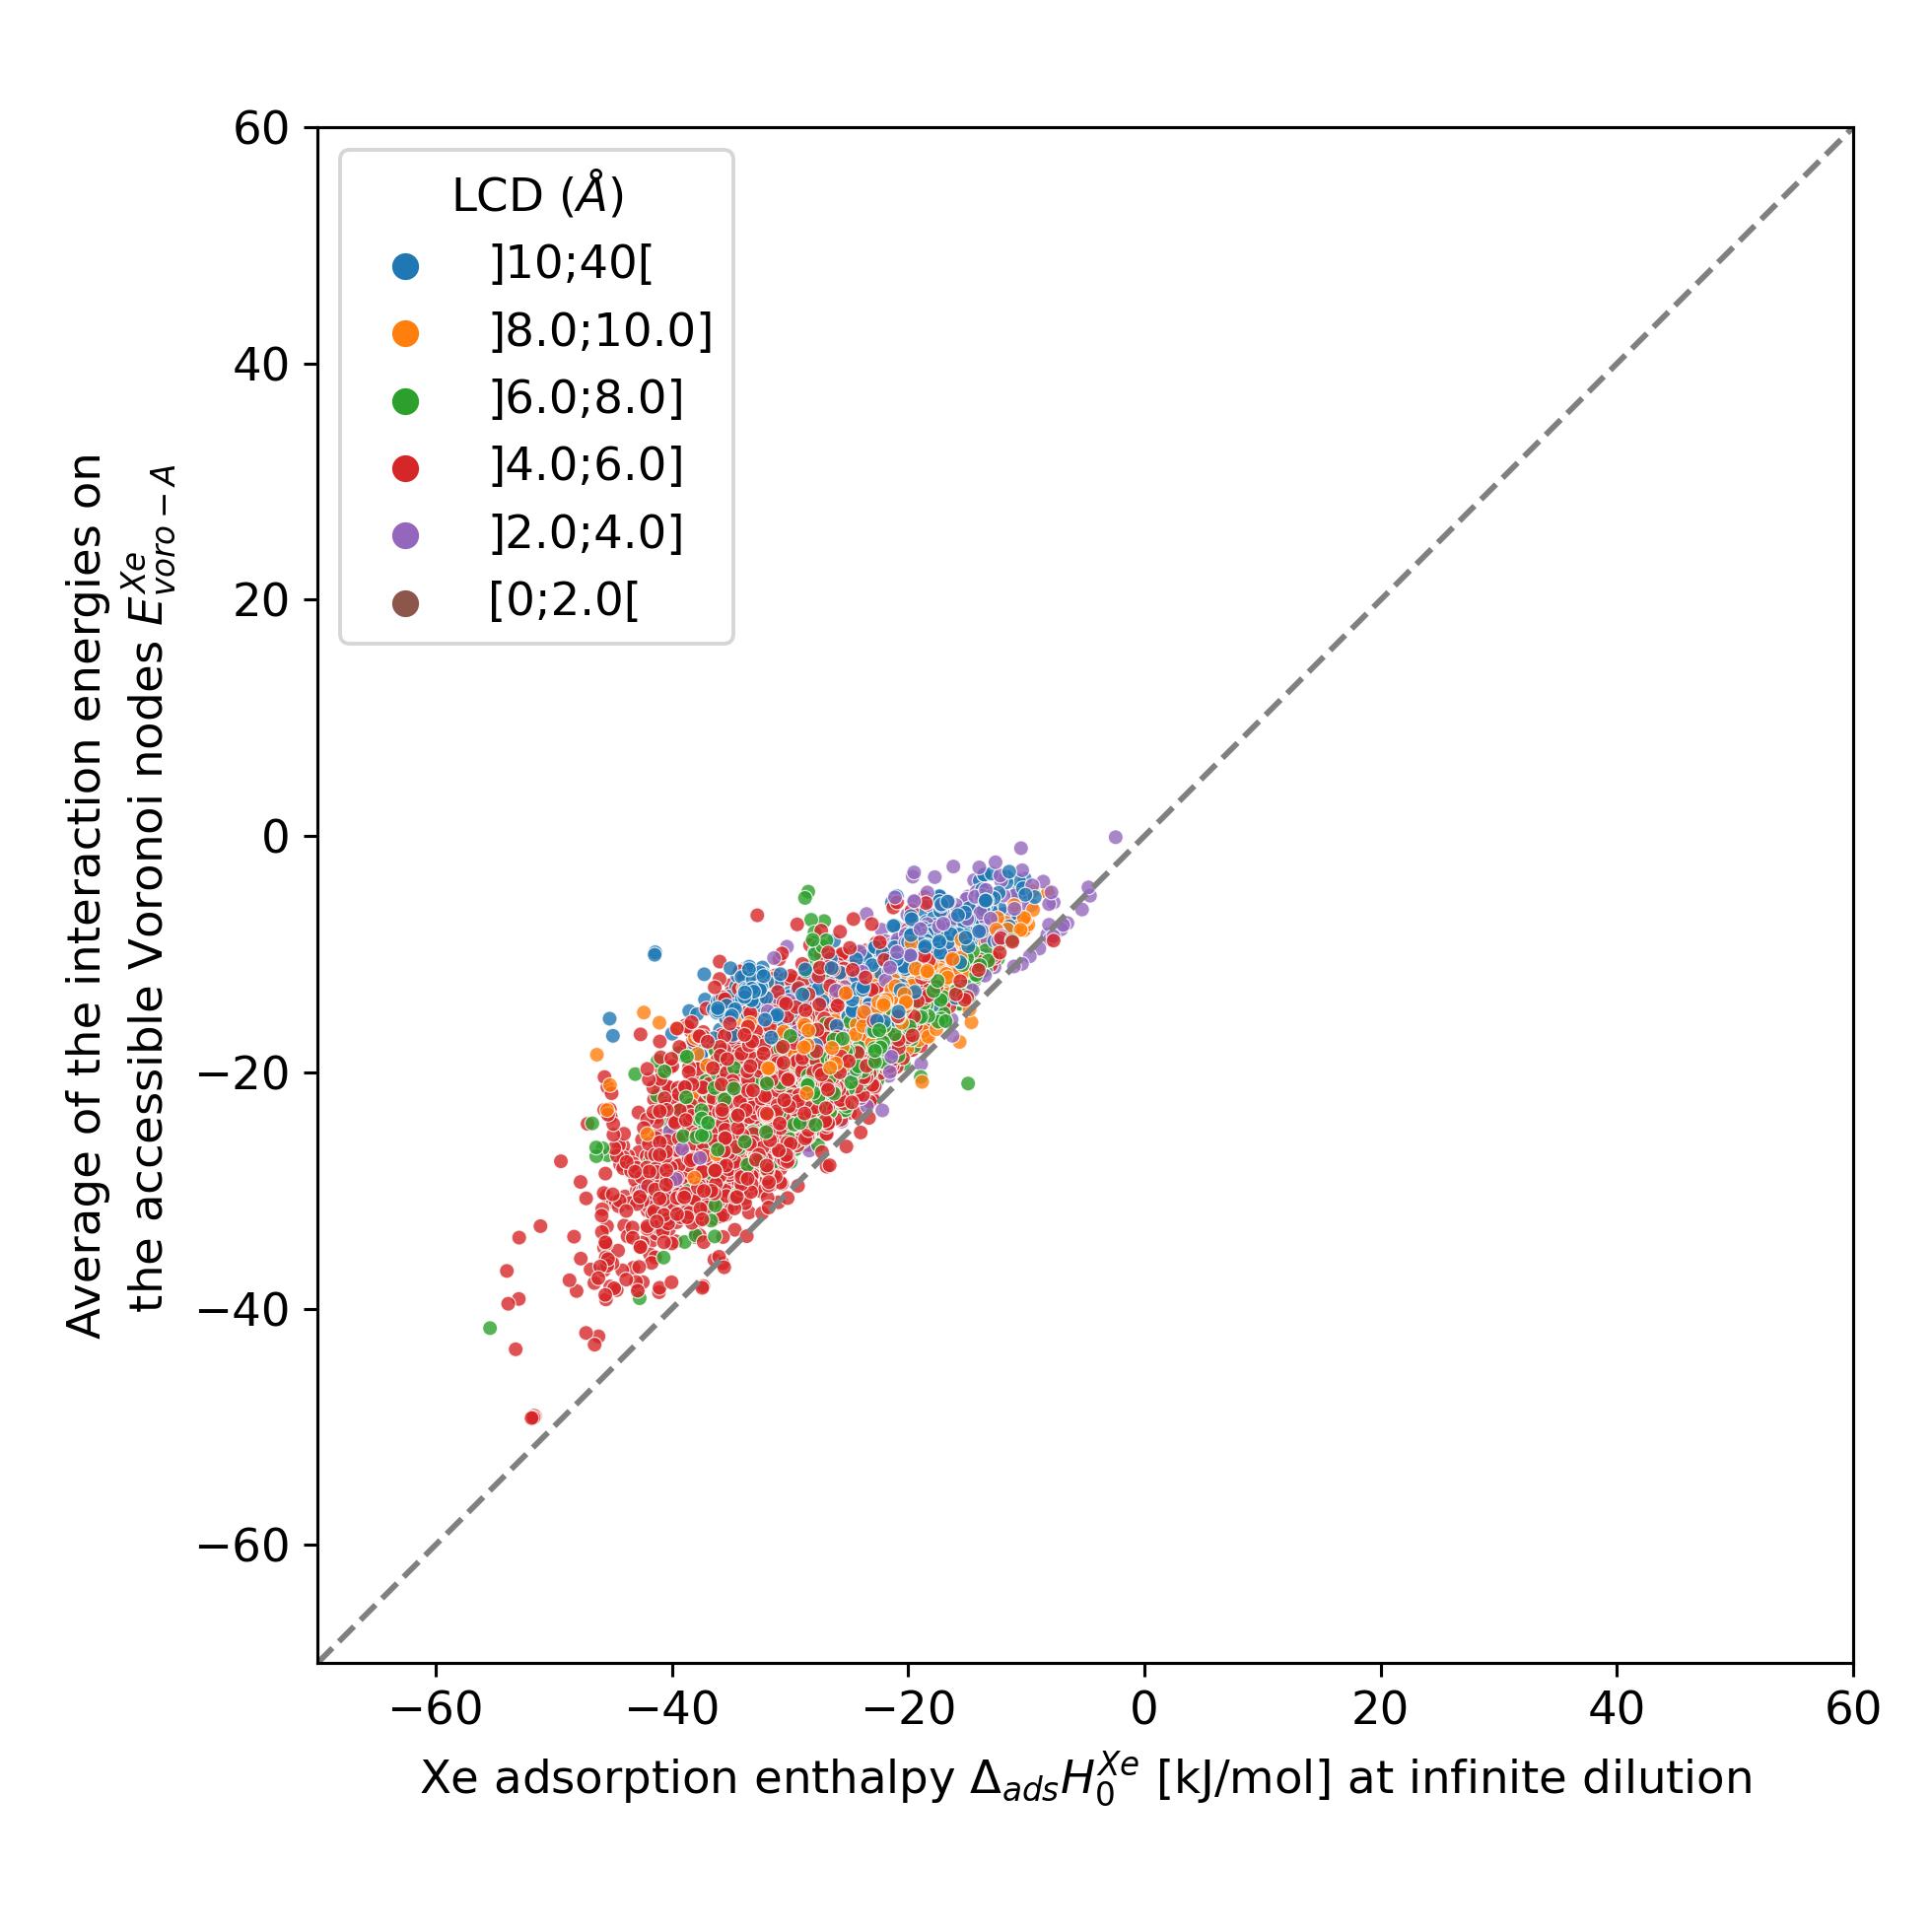 60
40
20
0
−20
−40
−60
LCD (Å)
]10;40[
]8.0;10.0]
]6.0;8.0]
]4.0;6.0]
]2.0;4.0]
[0;2.0[
Average of the interaction energies on
the accessible Voronoi nodes E^{Xe}_{voro−A}
−60 −40 −20 0 20 40 60
Xe adsorption enthalpy Δ_{ads}H_0^{Xe} [kJ/mol] at infinite dilution